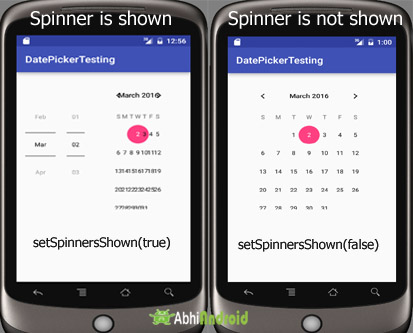 Spinner is shown
12:56
DatePickerTesting
March 2016
S M T W T F S
Feb 01
Mar 02
Apr 03
2 3 4 5
6 7 8 9 10 11 12
13 14 15 16 17 18 19
20 21 22 23 24 25 26
27 28 29 30 31
setSpinnersShown(true)
Spinner is not shown
1:00
DatePickerTesting
March 2016
S M T W T F S
1 2 3 4 5
6 7 8 9 10 11 12
13 14 15 16 17 18 19
20 21 22 23 24 25 26
27 28 29 30 31
setSpinnersShown(false)
AbhiAndroid